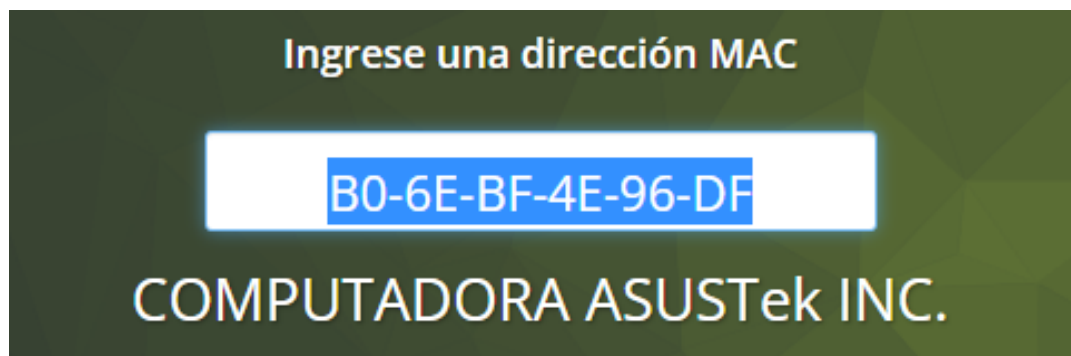 Ingrese una dirección MAC
B0-6E-BF-4E-96-DF
COMPUTADORA ASUSTek INC.